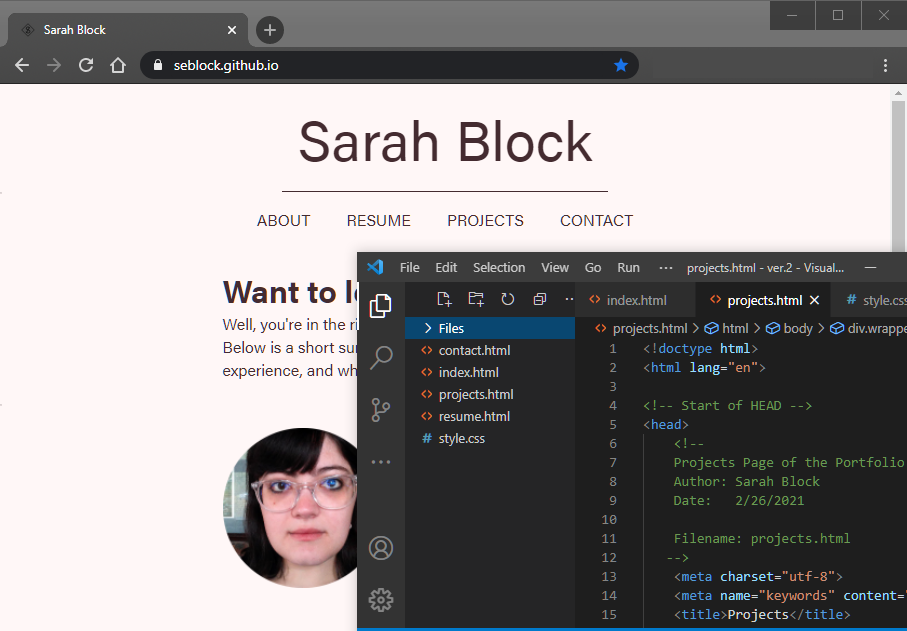 Sarah Block
seblock.github.io
Sarah Block
ABOUT RESUME PROJECTS CONTACT
Want to l
Well, you're in the ri
Below is a short sur
experience, and wh
File Edit Selection View Go Run ··· projects.html - ver.2 - Visual...
index.html projects.html style.css
Files
contact.html
index.html
projects.html
resume.html
style.css
projects.html > html > body > div.wrappe
1 <!doctype html>
2 <html lang="en">
3
4 <!-- Start of HEAD -->
5 <head>
6 <!--
7 Projects Page of the Portfolio
8 Author: Sarah Block
9 Date: 2/26/2021
10
11 Filename: projects.html
12 -->
13 <meta charset="utf-8">
14 <meta name="keywords" content="
15 <title>Projects</title>